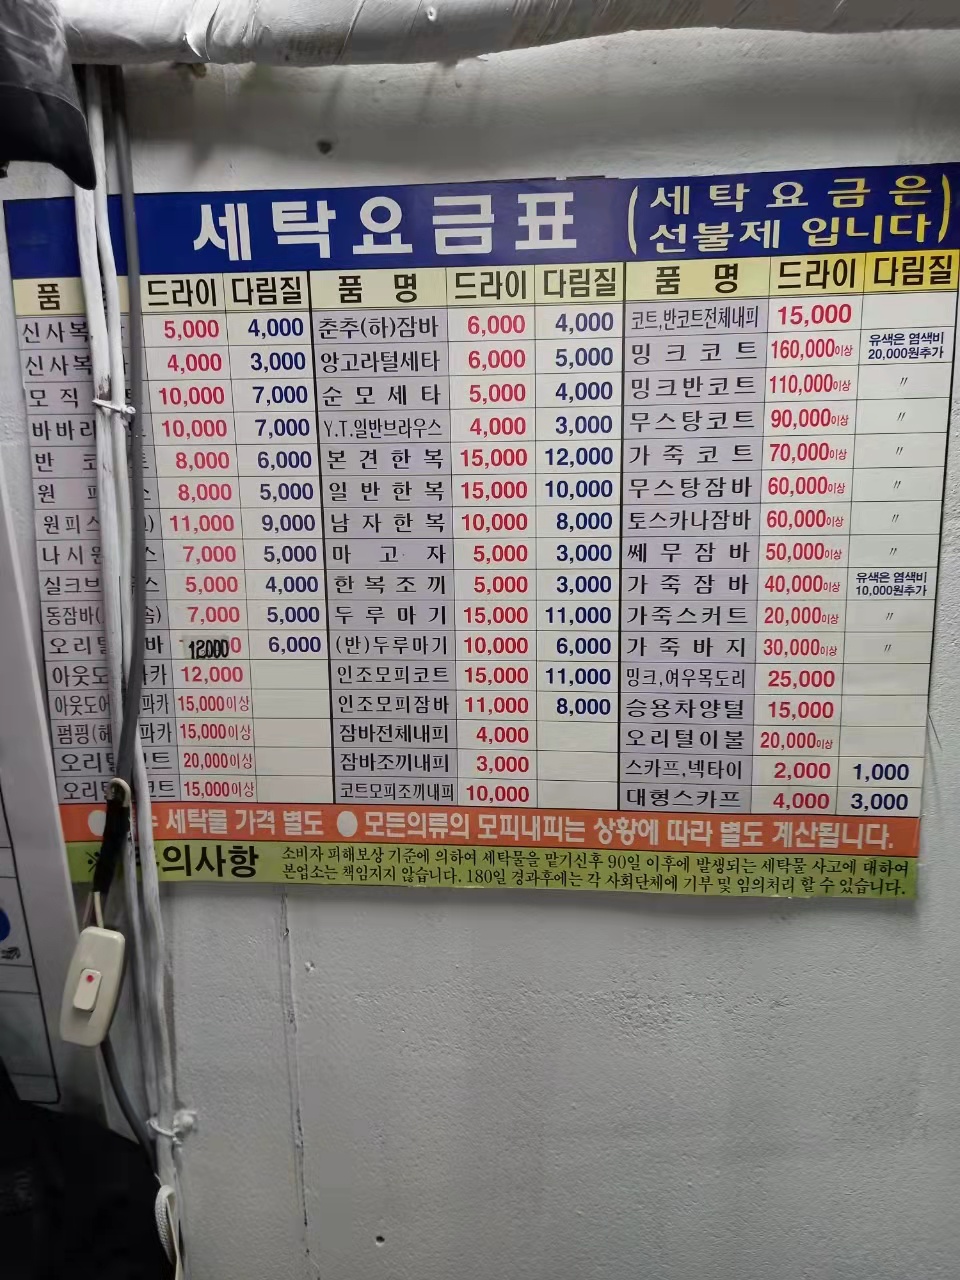 세탁요금표 (세탁요금은 선불제 입니다)
품 드라이 다림질 품 명 드라이 다림질 품 명 드라이 다림질
신사복 5,000 4,000 춘추(하)잠바 6,000 4,000 코트,반코트전체내피 15,000
신사복 4,000 3,000 앙고라털세타 6,000 5,000 밍크코트 160,000이상 유색은 염색비 20,000원추가
모직 10,000 7,000 순모세타 5,000 4,000 밍크반코트 110,000이상 〃
바바리 10,000 7,000 Y.T.일반브라우스 4,000 3,000 무스탕코트 90,000이상 〃
반 코트 8,000 6,000 본견한복 15,000 12,000 가죽코트 70,000이상 〃
원 피 스 8,000 5,000 일반한복 15,000 10,000 무스탕잠바 60,000이상 〃
원피스 11,000 9,000 남자한복 10,000 8,000 토스카나잠바 60,000이상 〃
나시원 스 7,000 5,000 마고자 5,000 3,000 쎄무잠바 50,000이상 〃
실크브 스 5,000 4,000 한복조끼 5,000 3,000 가죽잠바 40,000이상 유색은 염색비 10,000원추가
동잠바( 솜) 7,000 5,000 두루마기 15,000 11,000 가죽스커트 20,000이상 〃
오리털 바 12000 6,000 (반)두루마기 10,000 6,000 가죽바지 30,000이상 〃
아웃도 카 12,000 인조모피코트 15,000 11,000 밍크,여우목도리 25,000
아웃도어 파카 15,000이상 인조모피잠바 11,000 8,000 승용차양털 15,000
펌핑(헤 파카 15,000이상 잠바전체내피 4,000 오리털이불 20,000이상
오리털 트 20,000이상 잠바조끼내피 3,000 스카프,넥타이 2,000 1,000
오리털 코트 15,000이상 코트모피조끼내피 10,000 대형스카프 4,000 3,000
● 수 세탁물 가격 별도 ● 모든의류의 모피내피는 상황에 따라 별도 계산됩니다.
※ 의사항 소비자 피해보상 기준에 의하여 세탁물을 맡기신후 90일 이후에 발생되는 세탁물 사고에 대하여
본업소는 책임지지 않습니다. 180일 경과후에는 각 사회단체에 기부 및 임의처리 할 수 있습니다.